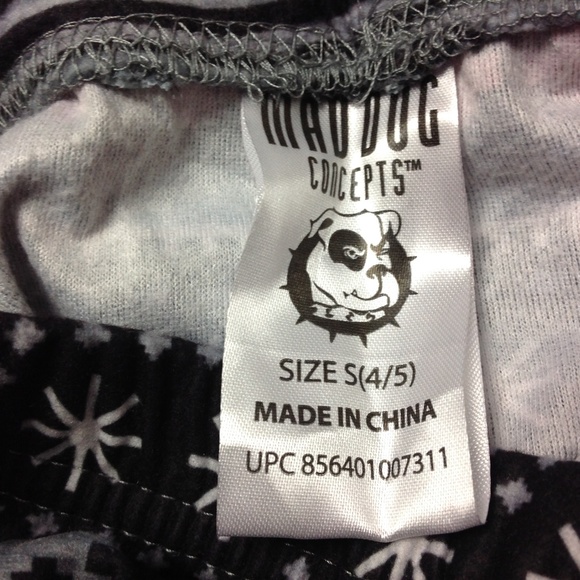 MAD DOG
CONCEPTS™
SIZE S(4/5)
MADE IN CHINA
UPC 856401007311